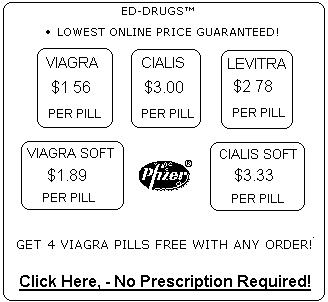 ED-DRUGS™
• LOWEST ONLINE PRICE GUARANTEED!
VIAGRA
$1 56
PER PILL
CIALIS
$3.00
PER PILL
LEVITRA
$2 78
PER PILL
VIAGRA SOFT
$1.89
PER PILL
Pfizer®
CIALIS SOFT
$3.33
PER PILL
GET 4 VIAGRA PILLS FREE WITH ANY ORDER!
Click Here, - No Prescription Required!